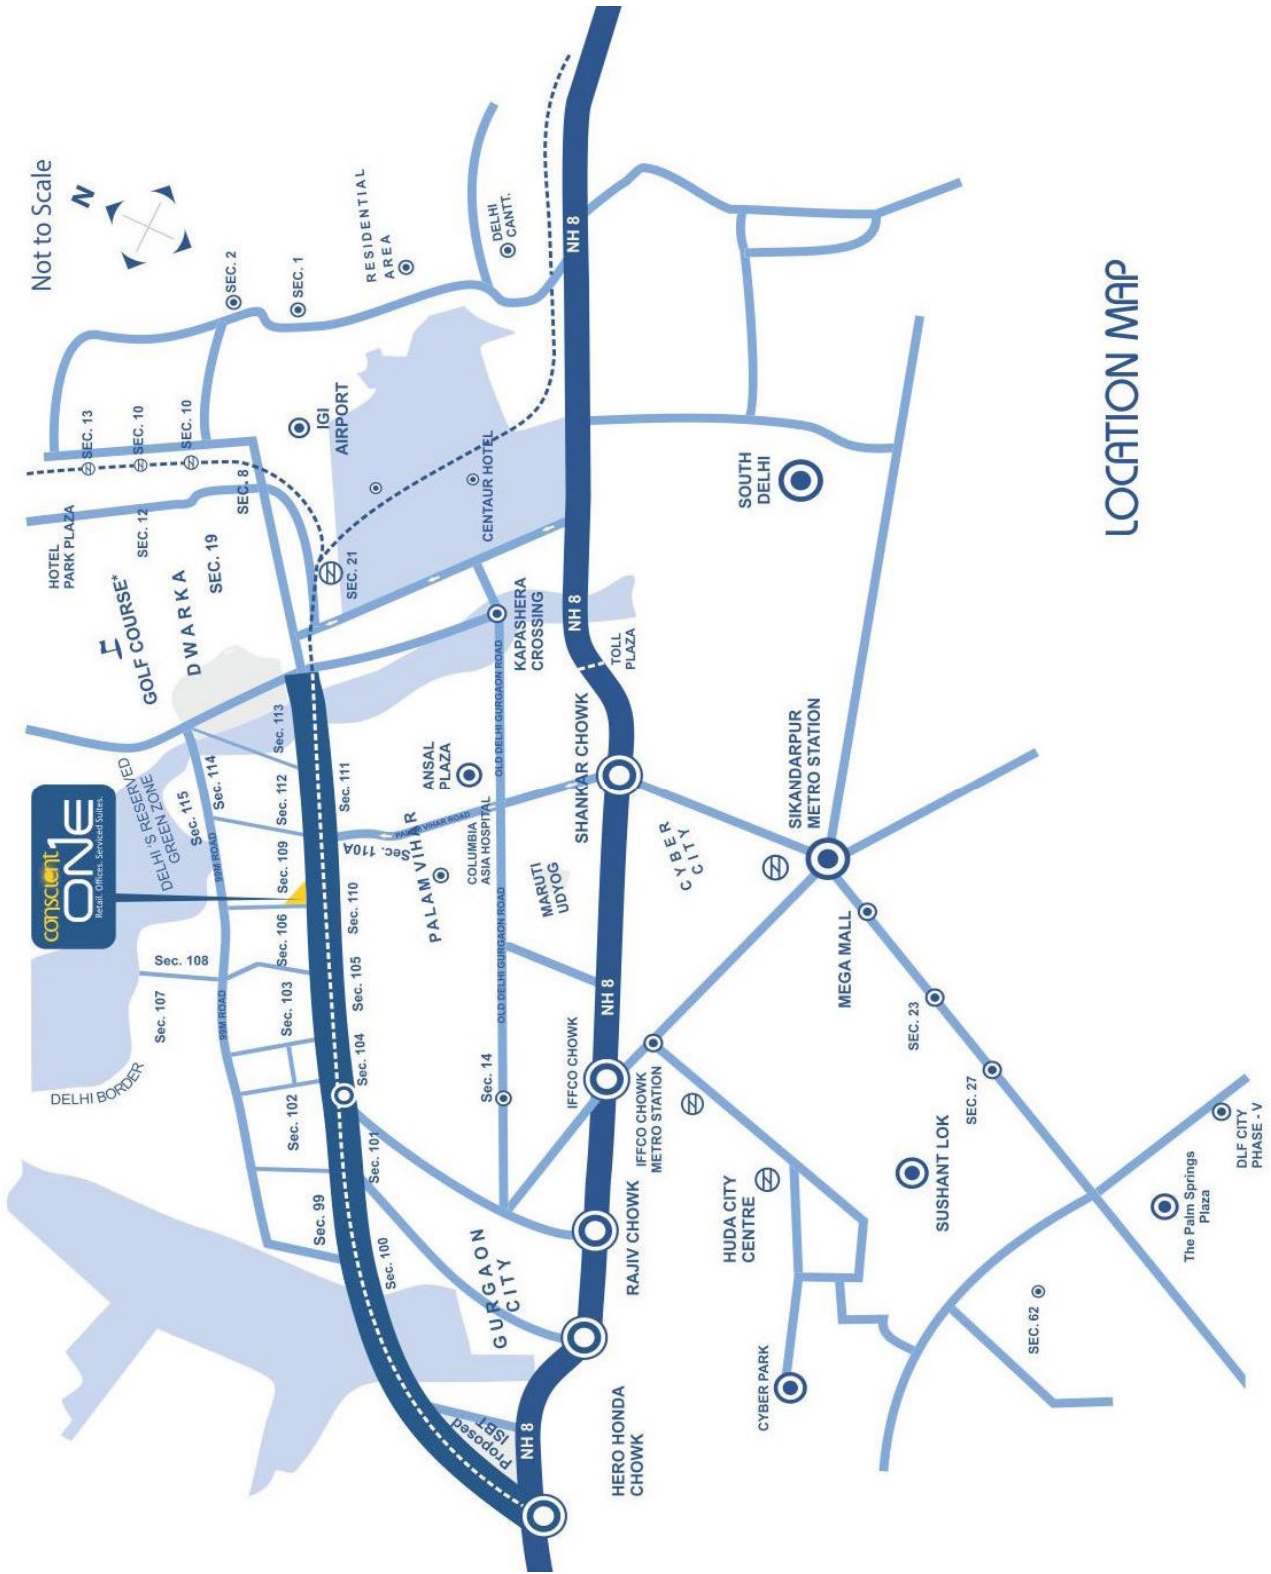 Not to Scale
N
SEC. 2
SEC. 1
RESIDENTIAL
AREA
DELHI
CANTT.
NH 8
SEC. 13
SEC. 10
SEC. 10
IGI
AIRPORT
CENTAUR HOTEL
SEC. 8
HOTEL
PARK PLAZA
SEC. 12
SEC. 19
SEC. 21
GOLF COURSE*
DWARKA
KAPASHERA
CROSSING
NH 8
TOLL
PLAZA
SOUTH
DELHI
LOCATION MAP
conscient
ONE
Retail. Offices. Serviced Suites.
DELHI'S RESERVED
GREEN ZONE
Sec. 115
Sec. 114
Sec. 113
Sec. 112
Sec. 111
99M ROAD
Sec. 109
Sec. 110A
PALAM VIHAR ROAD
Sec. 110
Sec. 106
ANSAL
PLAZA
PALAM VIHAR
COLUMBIA
ASIA HOSPITAL
OLD DELHI GURGAON ROAD
SHANKAR CHOWK
MARUTI
UDYOG
CYBER
CITY
SIKANDARPUR
METRO STATION
MEGA MALL
SEC. 23
SEC. 27
Sec. 108
Sec. 107
99M ROAD
Sec. 105
Sec. 103
Sec. 104
DELHI BORDER
Sec. 102
Sec. 101
OLD DELHI GURGAON ROAD
Sec. 14
NH 8
IFFCO CHOWK
IFFCO CHOWK
METRO STATION
Sec. 99
Sec. 100
GURGAON
CITY
RAJIV CHOWK
HUDA CITY
CENTRE
SUSHANT LOK
DLF CITY
PHASE - V
The Palm Springs
Plaza
SEC. 62
CYBER PARK
Proposed
ISBT
NH 8
HERO HONDA
CHOWK